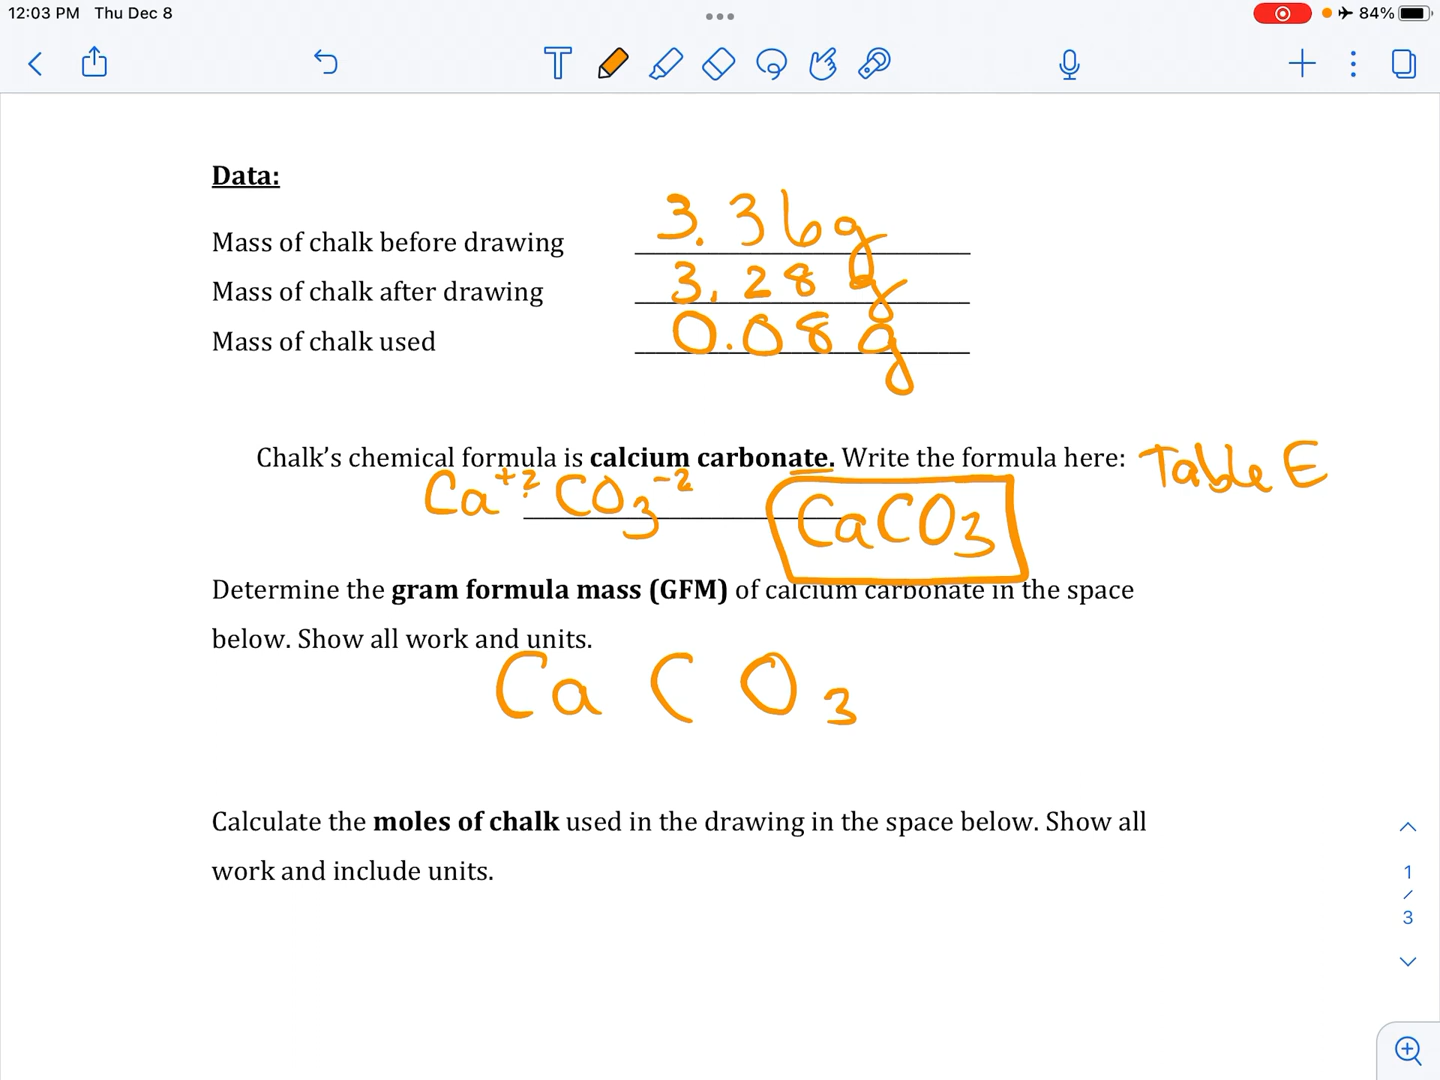 12:03 PM Thu Dec 8 84%
Data:
Mass of chalk before drawing 3.36g
Mass of chalk after drawing 3.28 g
Mass of chalk used 0.08 g
Chalk’s chemical formula is calcium carbonate. Write the formula here: Table E
Ca+2 CO3-2 CaCO3
Determine the gram formula mass (GFM) of calcium carbonate in the space
below. Show all work and units.
Ca C O3
Calculate the moles of chalk used in the drawing in the space below. Show all
work and include units.
1
/
3